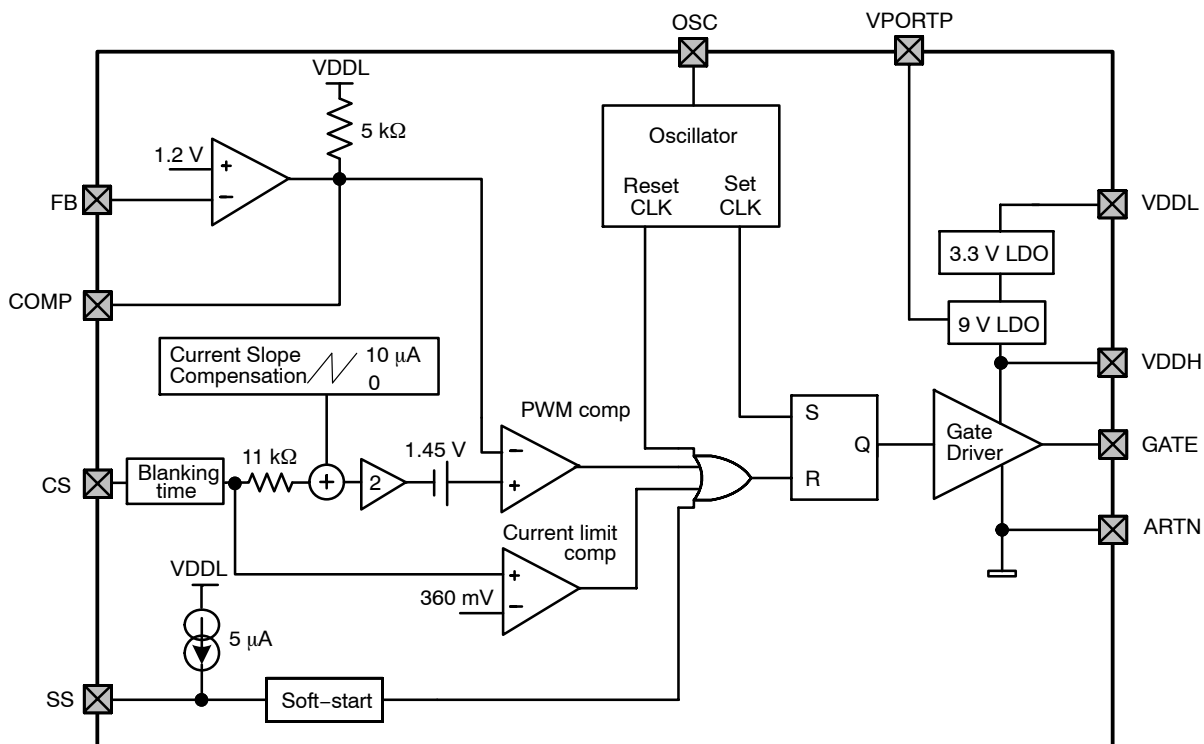 OSC
VPORTP
VDDL
5 kΩ
1.2 V
+
−
FB
Oscillator
Reset
CLK
Set
CLK
VDDL
3.3 V LDO
9 V LDO
COMP
Current Slope
Compensation
10 μA
0
VDDH
PWM comp
S
Q
R
Gate
Driver
GATE
1.45 V
11 kΩ
−
+
CS
Blanking
time
+
2
ARTN
Current limit
comp
+
−
360 mV
VDDL
5 μA
SS
Soft−start